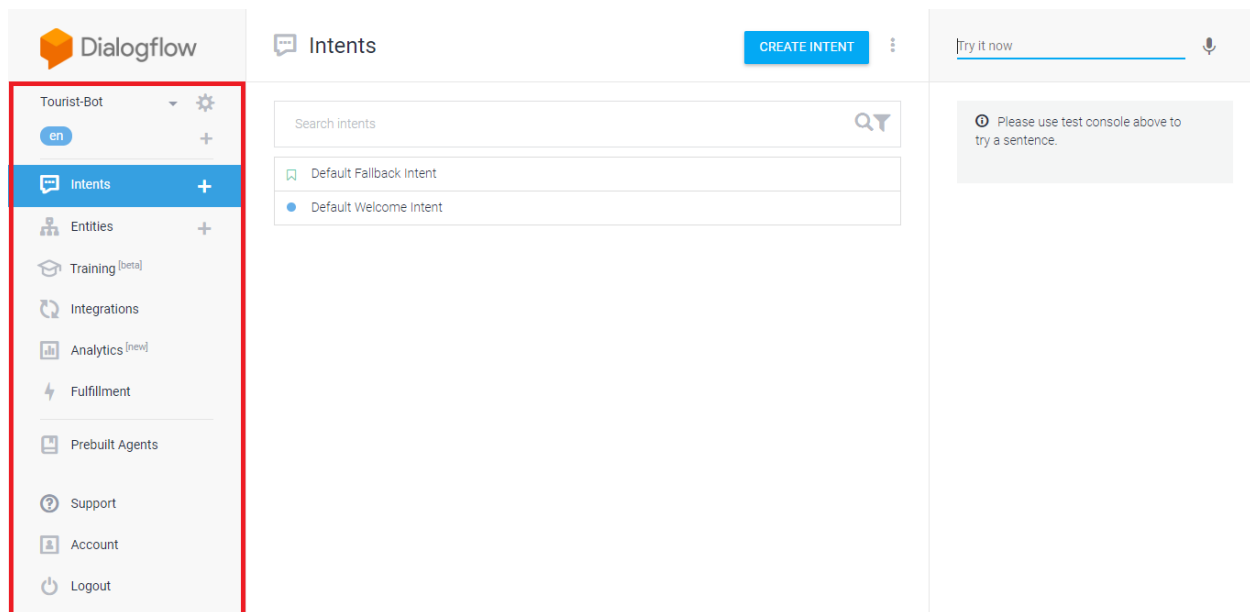 Dialogflow
Intents
CREATE INTENT
Try it now
Tourist-Bot
en
Intents
Entities
Training [beta]
Integrations
Analytics [new]
Fulfillment
Prebuilt Agents
Support
Account
Logout
Search intents
Default Fallback Intent
Default Welcome Intent
Please use test console above to
try a sentence.